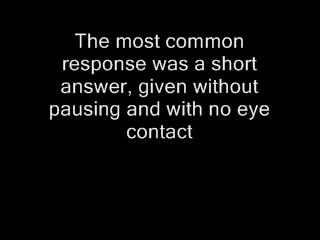 The most common
response was a short
answer, given without
pausing and with no eye
contact